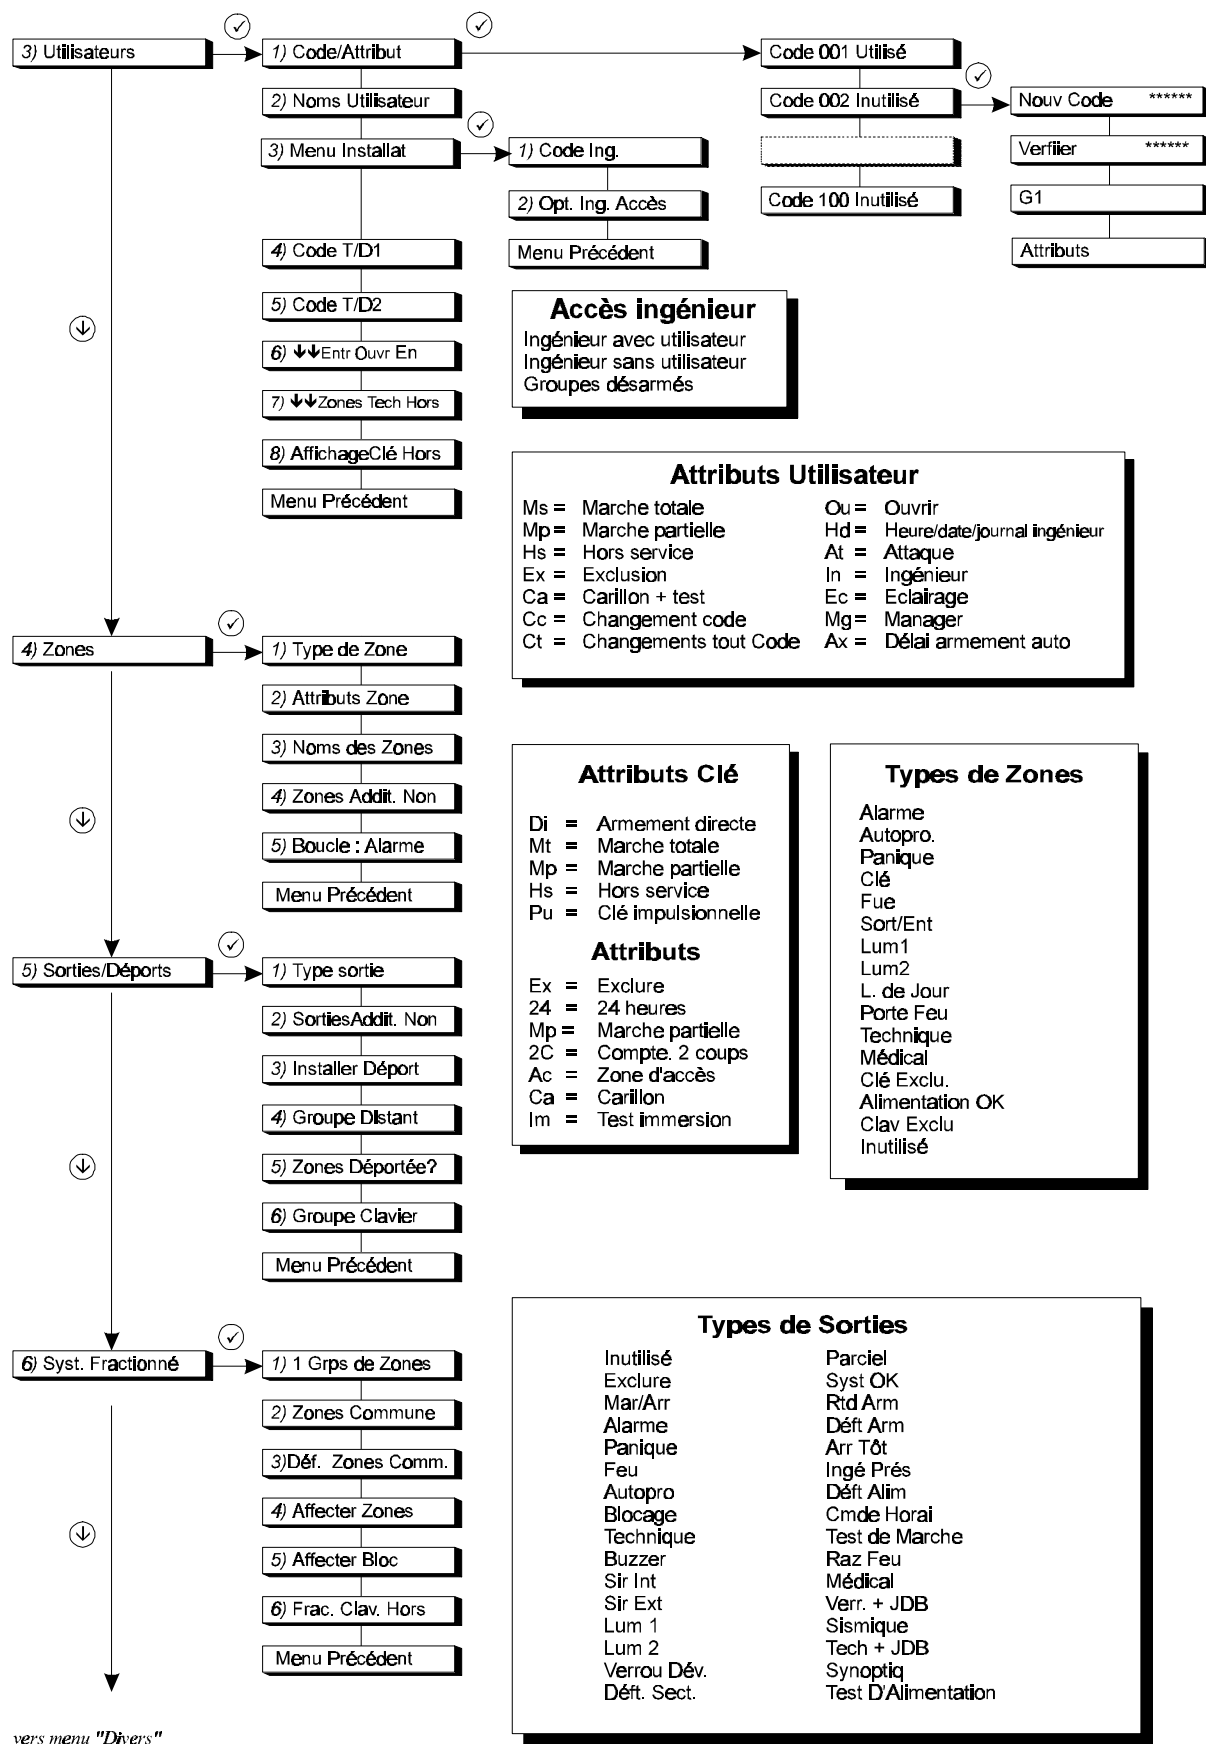 3) Utilisateurs
1) Code/Attribut
2) Noms Utilisateur
3) Menu Installat
4) Code T/D1
5) Code T/D2
6) ↓↓Entr Ouvr En
7) ↓↓Zones Tech Hors
8) AffichageClé Hors
Menu Précédent
1) Code Ing.
2) Opt. Ing. Accès
Menu Précédent
Code 001 Utilisé
Code 002 Inutilisé
Code 100 Inutilisé
Nouv Code ******
Verfiier ******
G1
Attributs
Accès ingénieur
Ingénieur avec utilisateur
Ingénieur sans utilisateur
Groupes désarmés
Attributs Utilisateur
Ms = Marche totale
Mp = Marche partielle
Hs = Hors service
Ex = Exclusion
Ca = Carillon + test
Cc = Changement code
Ct = Changements tout Code
Ou = Ouvrir
Hd = Heure/date/journal ingénieur
At = Attaque
In = Ingénieur
Ec = Eclairage
Mg = Manager
Ax = Délai armement auto
4) Zones
1) Type de Zone
2) Attributs Zone
3) Noms des Zones
4) Zones Addit. Non
5) Boucle : Alarme
Menu Précédent
Attributs Clé
Di = Armement directe
Mt = Marche totale
Mp = Marche partielle
Hs = Hors service
Pu = Clé impulsionnelle
Attributs
Ex = Exclure
24 = 24 heures
Mp = Marche partielle
2C = Compte. 2 coups
Ac = Zone d'accès
Ca = Carillon
Im = Test immersion
Types de Zones
Alarme
Autopro.
Panique
Clé
Fue
Sort/Ent
Lum1
Lum2
L. de Jour
Porte Feu
Technique
Médical
Clé Exclu.
Alimentation OK
Clav Exclu
Inutilisé
5) Sorties/Déports
1) Type sortie
2) SortiesAddit. Non
3) Installer Déport
4) Groupe DIstant
5) Zones Déportée?
6) Groupe Clavier
Menu Précédent
6) Syst. Fractionné
1) 1 Grps de Zones
2) Zones Commune
3)Déf. Zones Comm.
4) Affecter Zones
5) Affecter Bloc
6) Frac. Clav. Hors
Menu Précédent
Types de Sorties
Inutilisé
Exclure
Mar/Arr
Alarme
Panique
Feu
Autopro
Blocage
Technique
Buzzer
Sir Int
Sir Ext
Lum 1
Lum 2
Verrou Dév.
Déft. Sect.
Parciel
Syst OK
Rtd Arm
Déft Arm
Arr Tôt
Ingé Prés
Déft Alim
Cmde Horai
Test de Marche
Raz Feu
Médical
Verr. + JDB
Sismique
Tech + JDB
Synoptiq
Test D'Alimentation
vers menu "Divers"